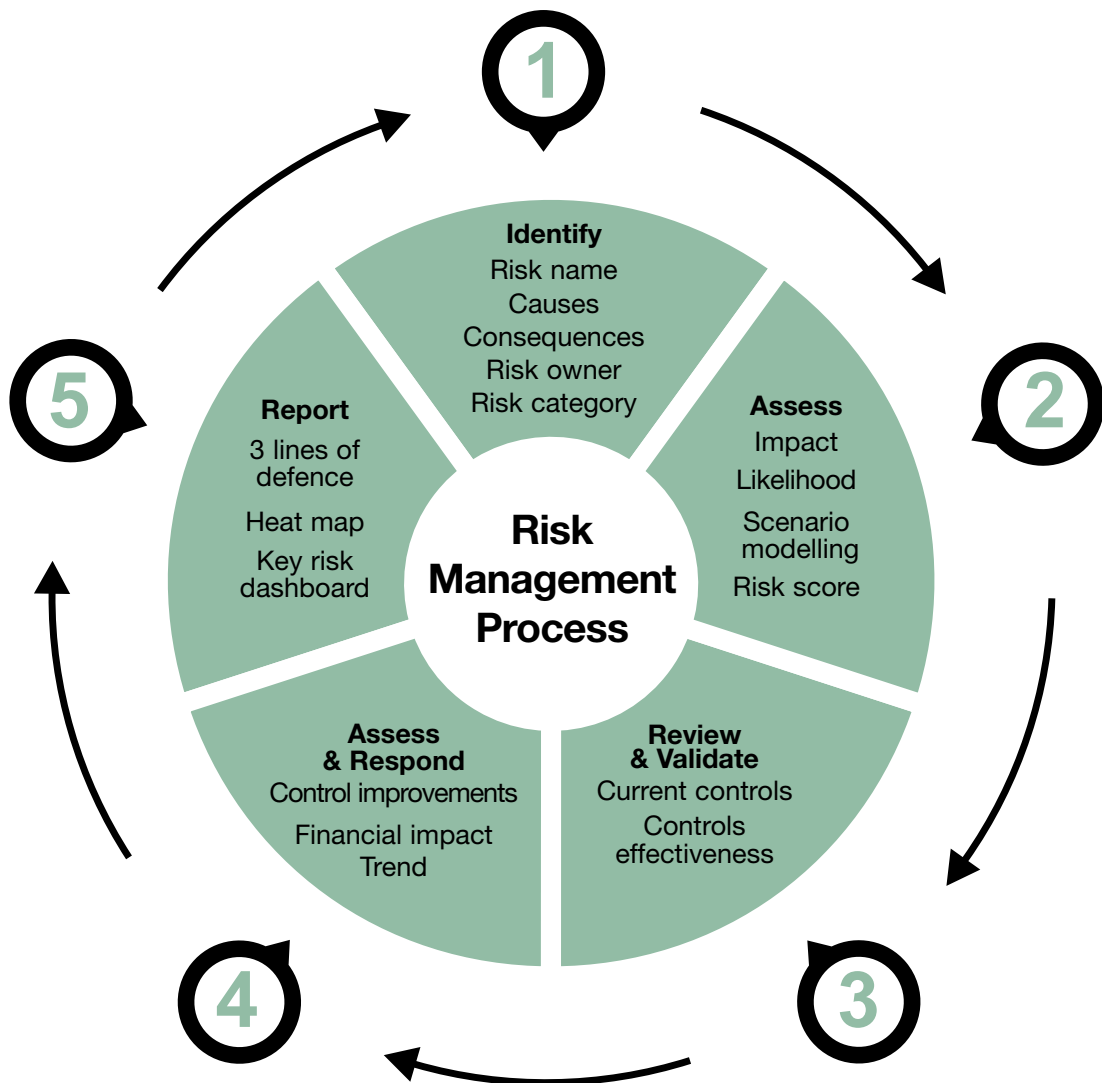 1
Identify
Risk name
Causes
Consequences
Risk owner
Risk category
2
Assess
Impact
Likelihood
Scenario
modelling
Risk score
3
Review
& Validate
Current controls
Controls
effectiveness
4
Assess
& Respond
Control improvements
Financial impact
Trend
5
Report
3 lines of
defence
Heat map
Key risk
dashboard
Risk
Management
Process